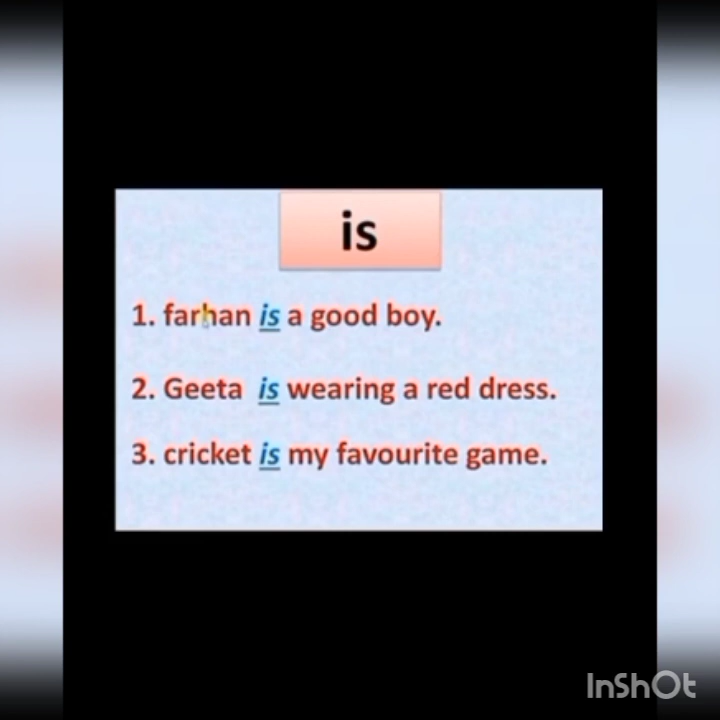 is
1. farhan is a good boy.
2. Geeta is wearing a red dress.
3. cricket is my favourite game.
InShOt